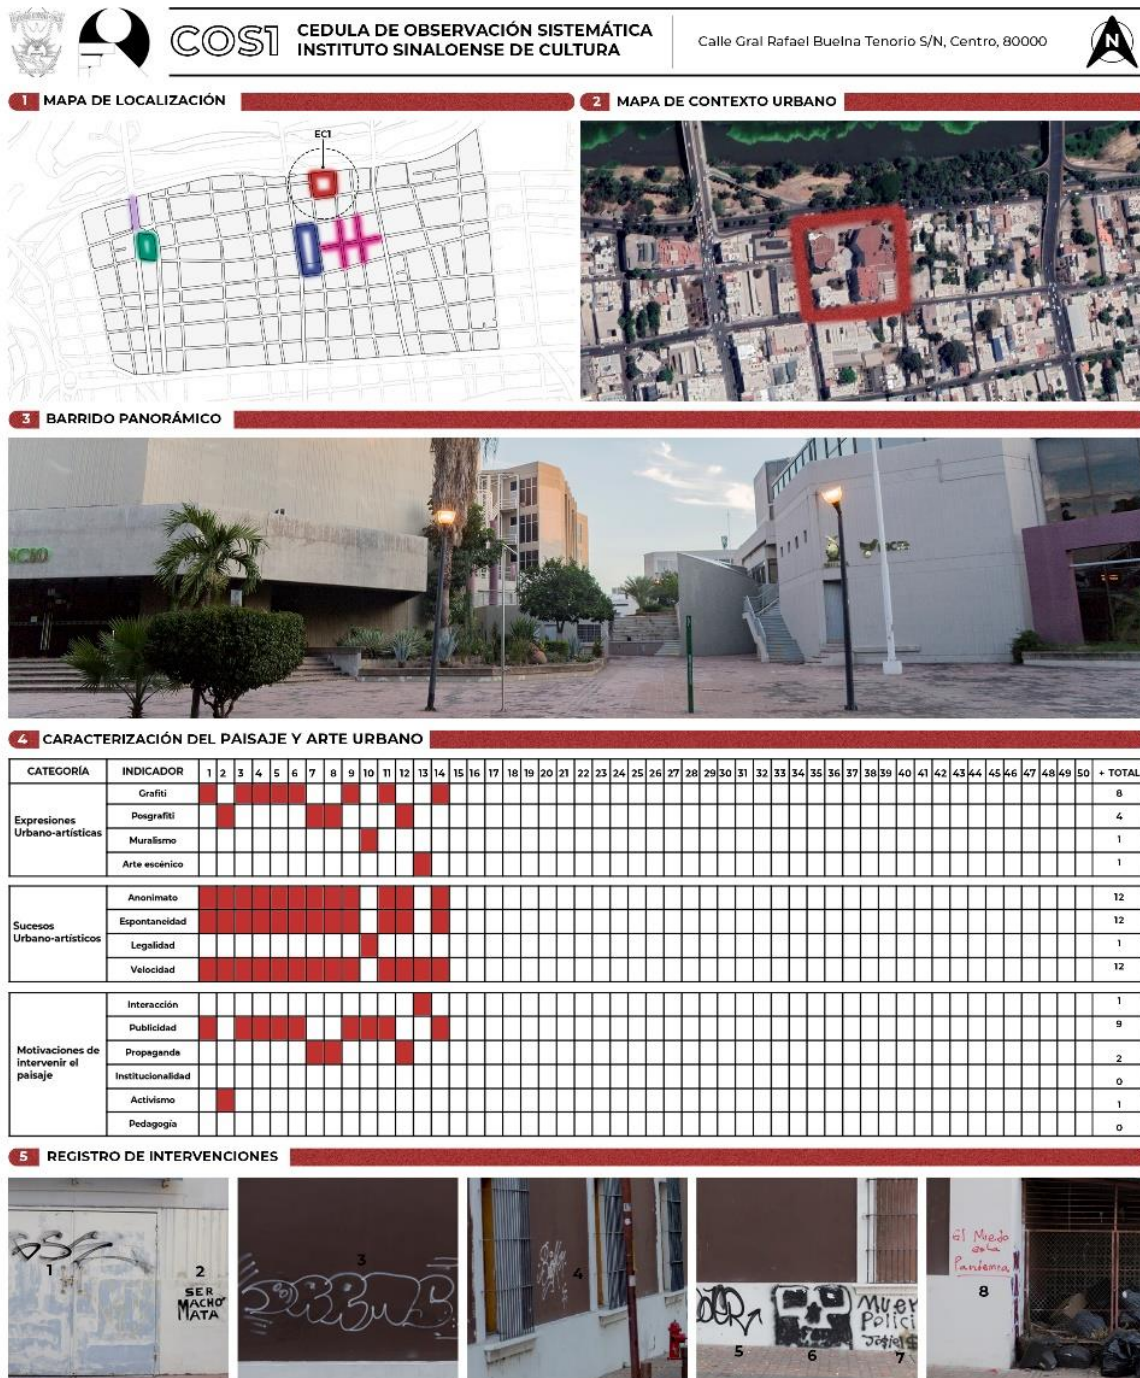 COS1
CEDULA DE OBSERVACIÓN SISTEMÁTICA
INSTITUTO SINALOENSE DE CULTURA
Calle Gral Rafael Buelna Tenorio S/N, Centro, 80000
N
1 MAPA DE LOCALIZACIÓN
2 MAPA DE CONTEXTO URBANO
EC1
3 BARRIDO PANORÁMICO
4 CARACTERIZACIÓN DEL PAISAJE Y ARTE URBANO
CATEGORÍA INDICADOR 1 2 3 4 5 6 7 8 9 10 11 12 13 14 15 16 17 18 19 20 21 22 23 24 25 26 27 28 29 30 31 32 33 34 35 36 37 38 39 40 41 42 43 44 45 46 47 48 49 50 + TOTAL
Expresiones Urbano-artísticas
Grafiti 8
Posgrafiti 4
Muralismo 1
Arte escénico 1
Sucesos Urbano-artísticos
Anonimato 12
Espontaneidad 12
Legalidad 1
Velocidad 12
Motivaciones de intervenir el paisaje
Interacción 1
Publicidad 9
Propaganda 2
Institucionalidad 0
Activismo 1
Pedagogía 0
5 REGISTRO DE INTERVENCIONES
1
2
SER
MACHO
MATA
3
4
5
6
MUER
Polici
7
El Miedo
es la
Pandemia
8